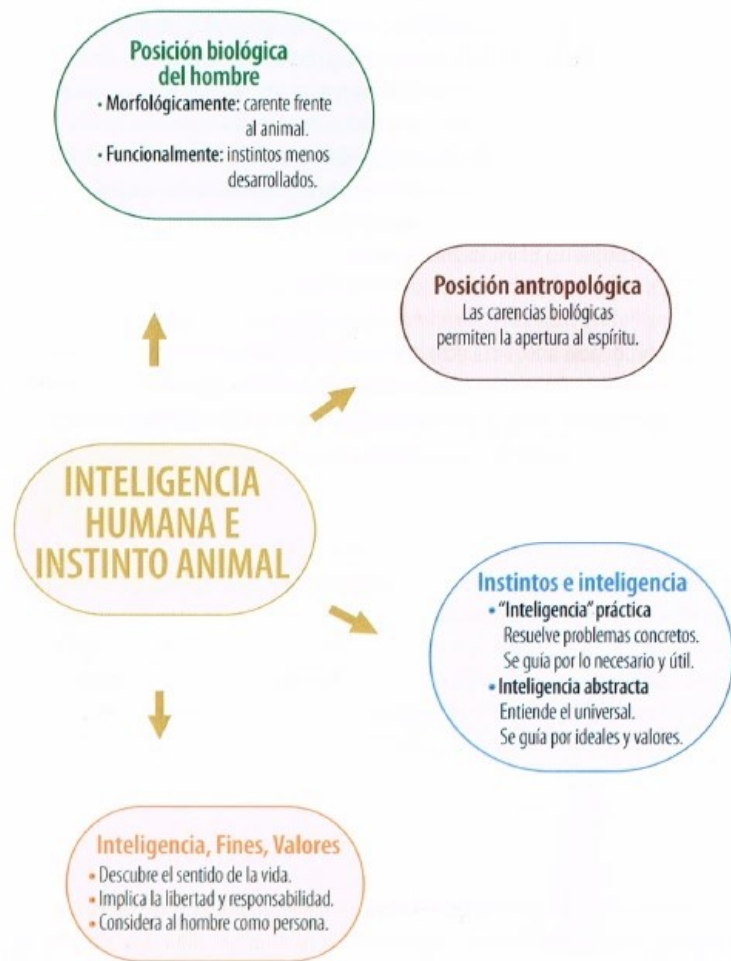 Posición biológica
del hombre
• Morfológicamente: carente frente
al animal.
• Funcionalmente: instintos menos
desarrollados.
Posición antropológica
Las carencias biológicas
permiten la apertura al espíritu.
INTELIGENCIA
HUMANA E
INSTINTO ANIMAL
Instintos e inteligencia
• "Inteligencia" práctica
Resuelve problemas concretos.
Se guía por lo necesario y útil.
• Inteligencia abstracta
Entiende el universal.
Se guía por ideales y valores.
Inteligencia, Fines, Valores
• Descubre el sentido de la vida.
• Implica la libertad y responsabilidad.
• Considera al hombre como persona.